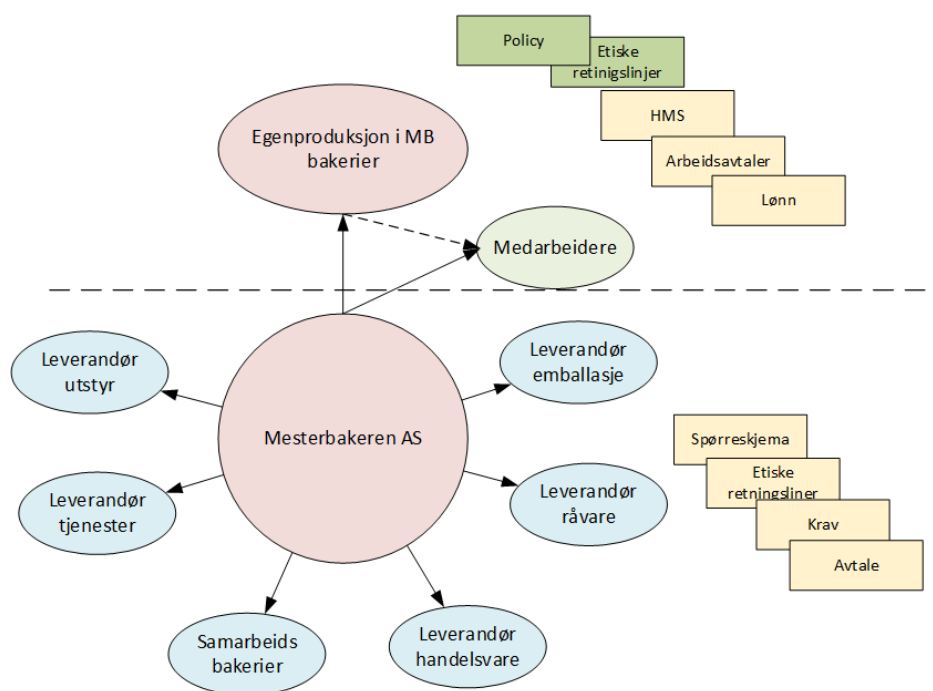 Policy
Etiske
retinigslinjer
HMS
Arbeidsavtaler
Lønn
Egenproduksjon i MB
bakerier
Medarbeidere
Leverandør
utstyr
Leverandør
emballasje
Mesterbakeren AS
Leverandør
tjenester
Leverandør
råvare
Samarbeids
bakerier
Leverandør
handelsvare
Spørreskjema
Etiske
retningsliner
Krav
Avtale